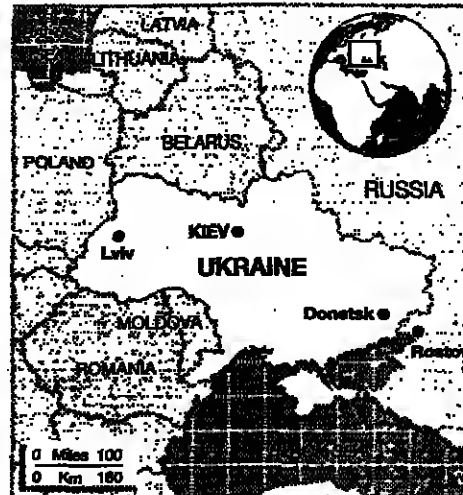 LATVIA
LITHUANIA
BELARUS
POLAND
RUSSIA
KIEV
Lviv
UKRAINE
Donetsk
MOLDOVA
Rostov
ROMANIA
0 Miles 100
0 Km 160